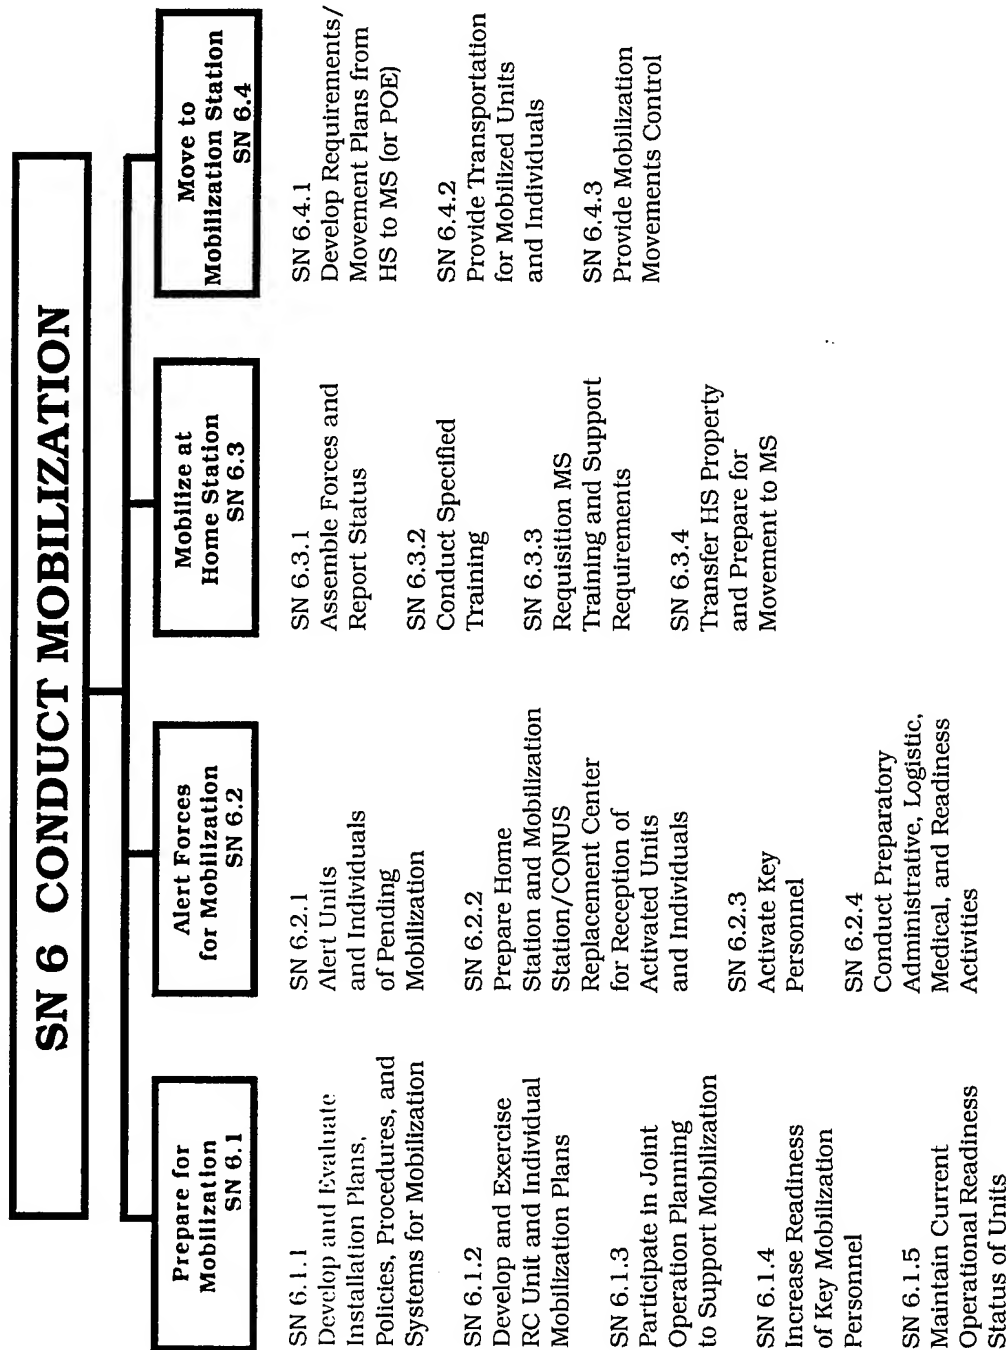 SN 6 CONDUCT MOBILIZATION
Prepare for
Mobilization
SN 6.1
SN 6.1.1
Develop and Evaluate
Installation Plans,
Policies, Procedures, and
Systems for Mobilization
SN 6.1.2
Develop and Exercise
RC Unit and Individual
Mobilization Plans
SN 6.1.3
Participate in Joint
Operation Planning
to Support Mobilization
SN 6.1.4
Increase Readiness
of Key Mobilization
Personnel
SN 6.1.5
Maintain Current
Operational Readiness
Status of Units
Alert Forces
for Mobilization
SN 6.2
SN 6.2.1
Alert Units
and Individuals
of Pending
Mobilization
SN 6.2.2
Prepare Home
Station and Mobilization
Station/CONUS
Replacement Center
for Reception of
Activated Units
and Individuals
SN 6.2.3
Activate Key
Personnel
SN 6.2.4
Conduct Preparatory
Administrative, Logistic,
Medical, and Readiness
Activities
Mobilize at
Home Station
SN 6.3
SN 6.3.1
Assemble Forces and
Report Status
SN 6.3.2
Conduct Specified
Training
SN 6.3.3
Requisition MS
Training and Support
Requirements
SN 6.3.4
Transfer HS Property
and Prepare for
Movement to MS
Move to
Mobilization Station
SN 6.4
SN 6.4.1
Develop Requirements/
Movement Plans from
HS to MS (or POE)
SN 6.4.2
Provide Transportation
for Mobilized Units
and Individuals
SN 6.4.3
Provide Mobilization
Movements Control